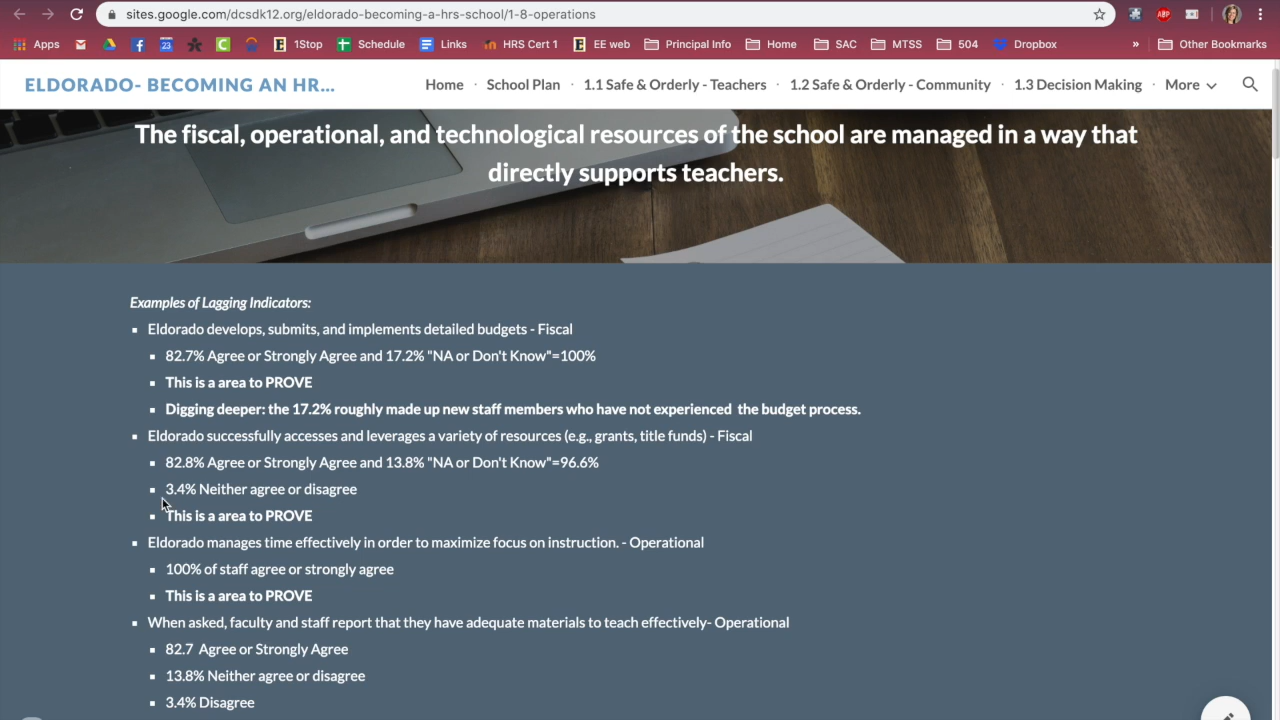 sites.google.com/dcsdk12.org/eldorado-becoming-a-hrs-school/1-8-operations
Apps 23 1Stop Schedule Links HRS Cert 1 EE web Principal Info Home SAC MTSS 504 Dropbox » Other Bookmarks
ELDORADO- BECOMING AN HR... Home · School Plan · 1.1 Safe & Orderly - Teachers · 1.2 Safe & Orderly - Community · 1.3 Decision Making · More
The fiscal, operational, and technological resources of the school are managed in a way that
directly supports teachers.
Examples of Lagging Indicators:
Eldorado develops, submits, and implements detailed budgets - Fiscal
82.7% Agree or Strongly Agree and 17.2% "NA or Don't Know"=100%
This is a area to PROVE
Digging deeper: the 17.2% roughly made up new staff members who have not experienced the budget process.
Eldorado successfully accesses and leverages a variety of resources (e.g., grants, title funds) - Fiscal
82.8% Agree or Strongly Agree and 13.8% "NA or Don't Know"=96.6%
3.4% Neither agree or disagree
This is a area to PROVE
Eldorado manages time effectively in order to maximize focus on instruction. - Operational
100% of staff agree or strongly agree
This is a area to PROVE
When asked, faculty and staff report that they have adequate materials to teach effectively- Operational
82.7 Agree or Strongly Agree
13.8% Neither agree or disagree
3.4% Disagree